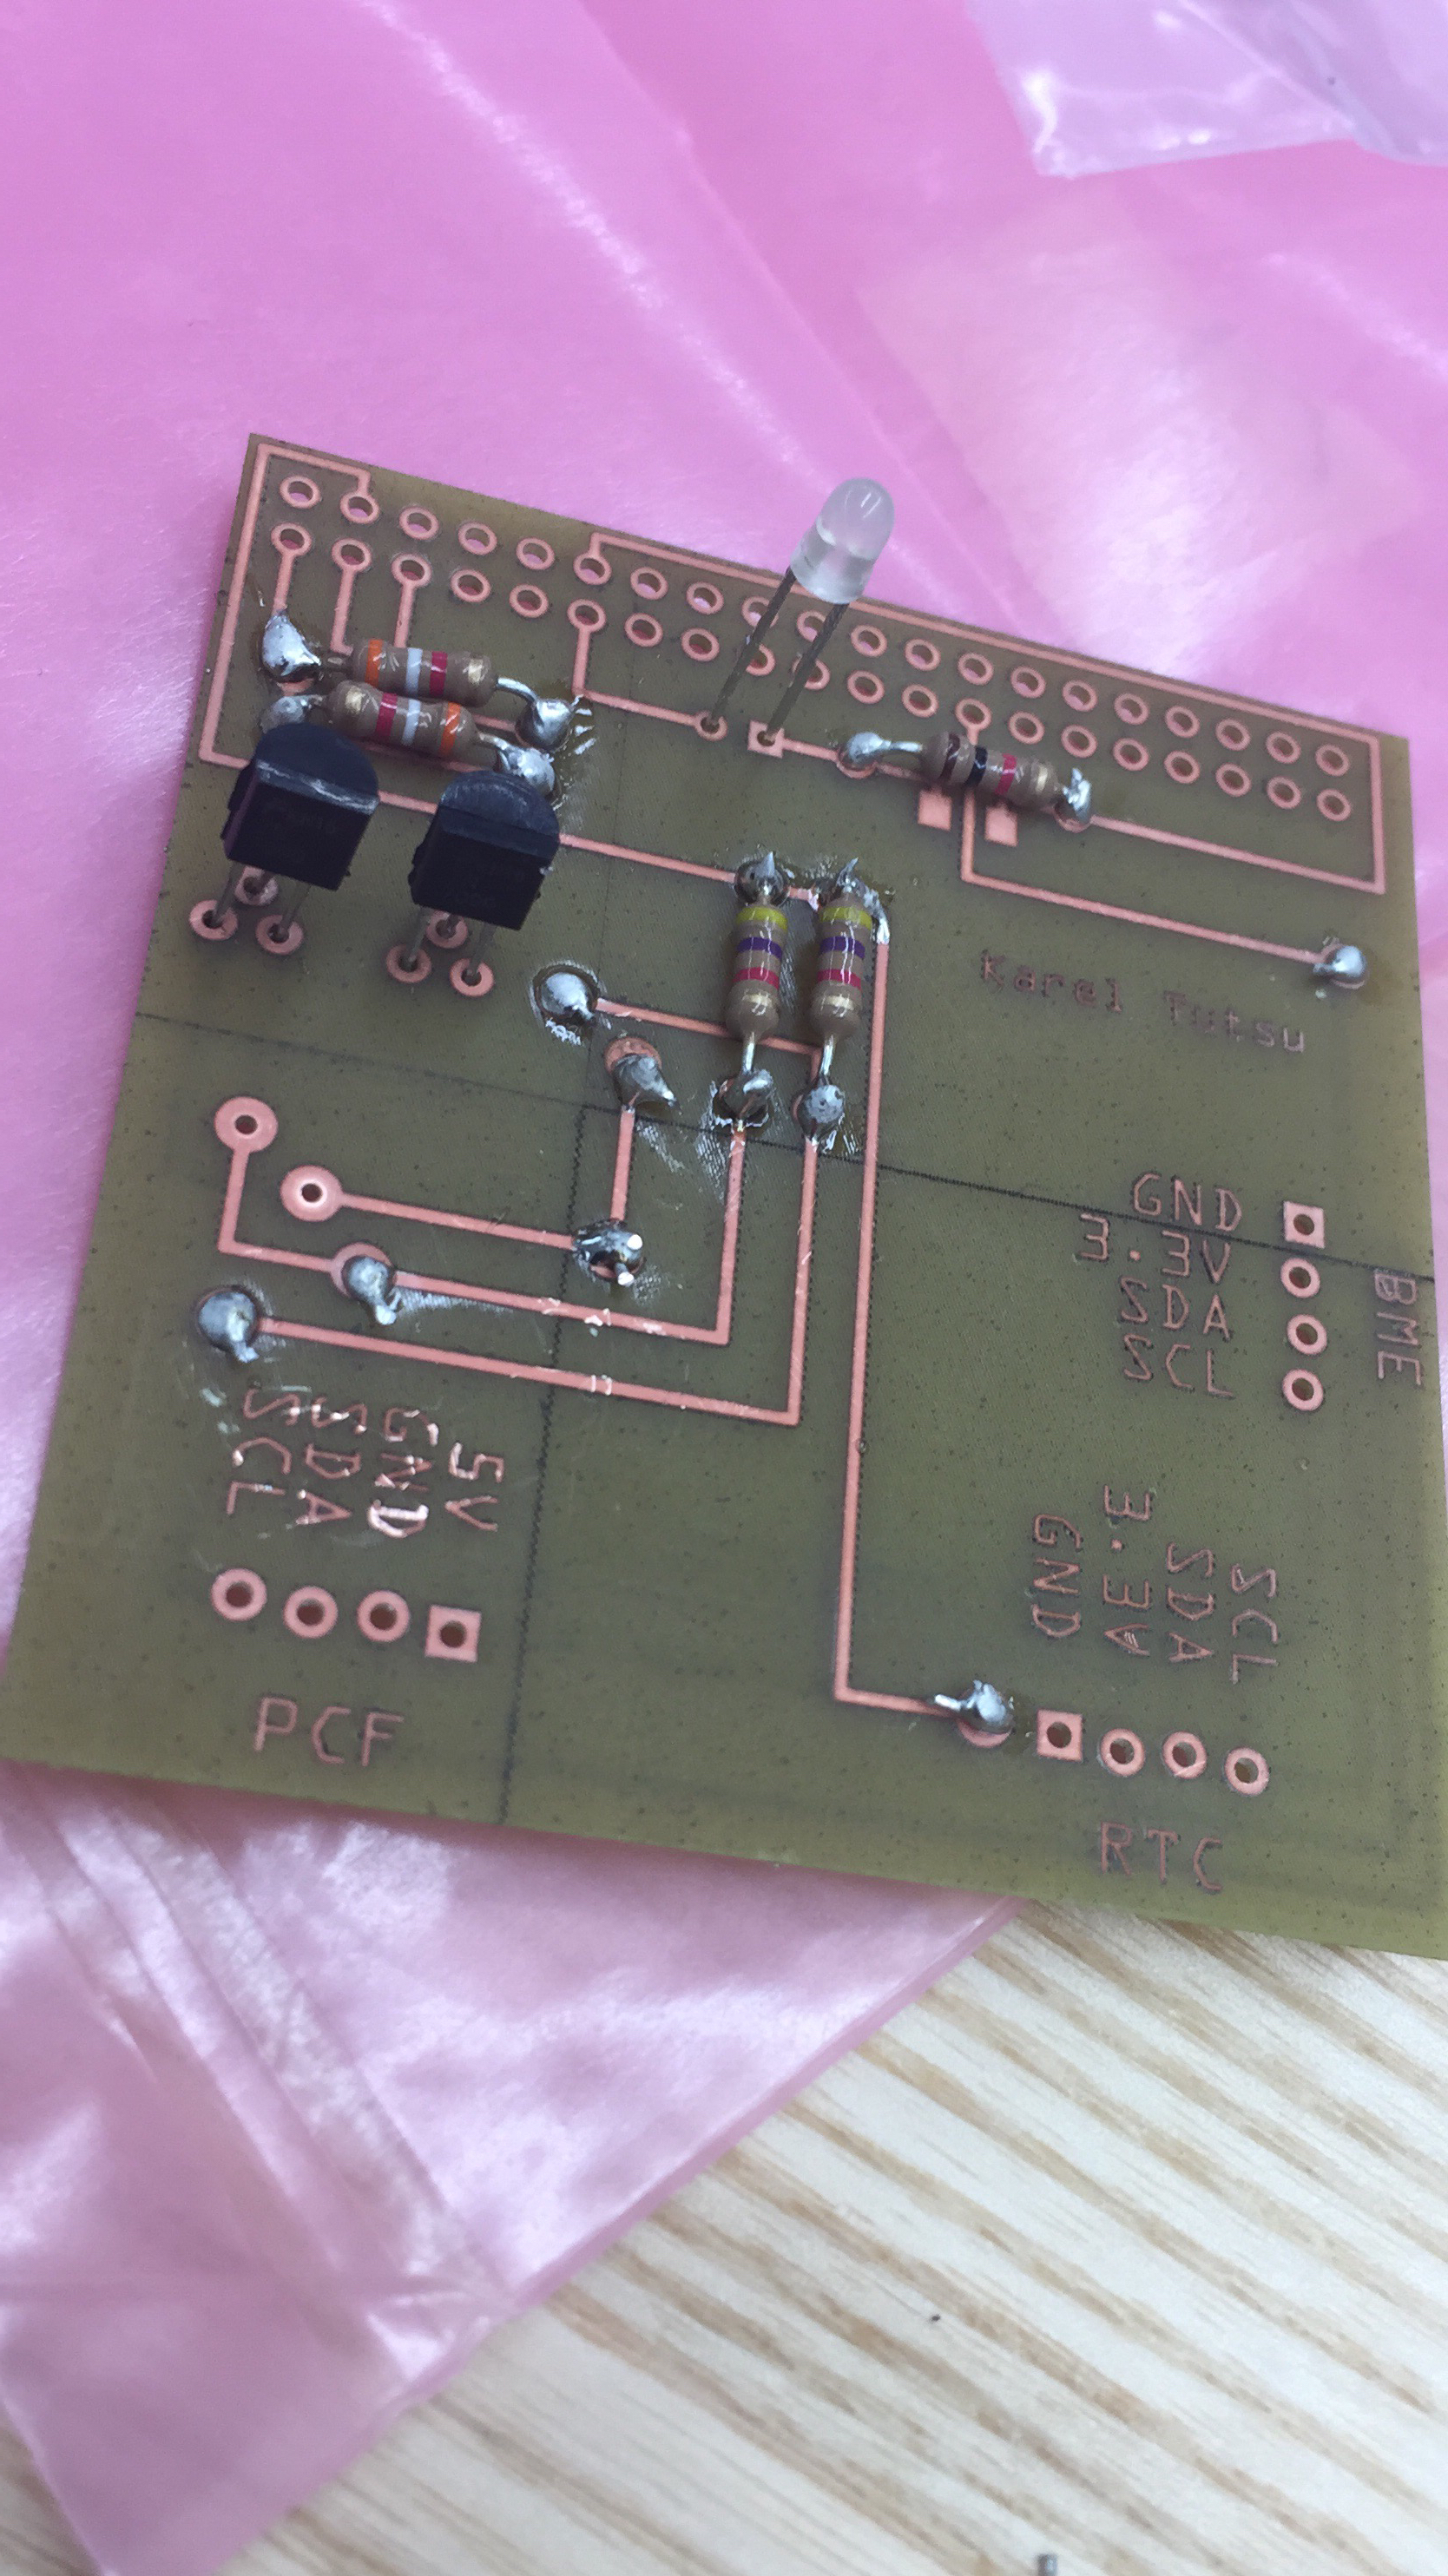 Karel Tutsu
GND
3.3V
SDA
SCL
BME
5V
GND
SDA
SCL
PCF
SCL
SDA
3.3V
GND
RTC